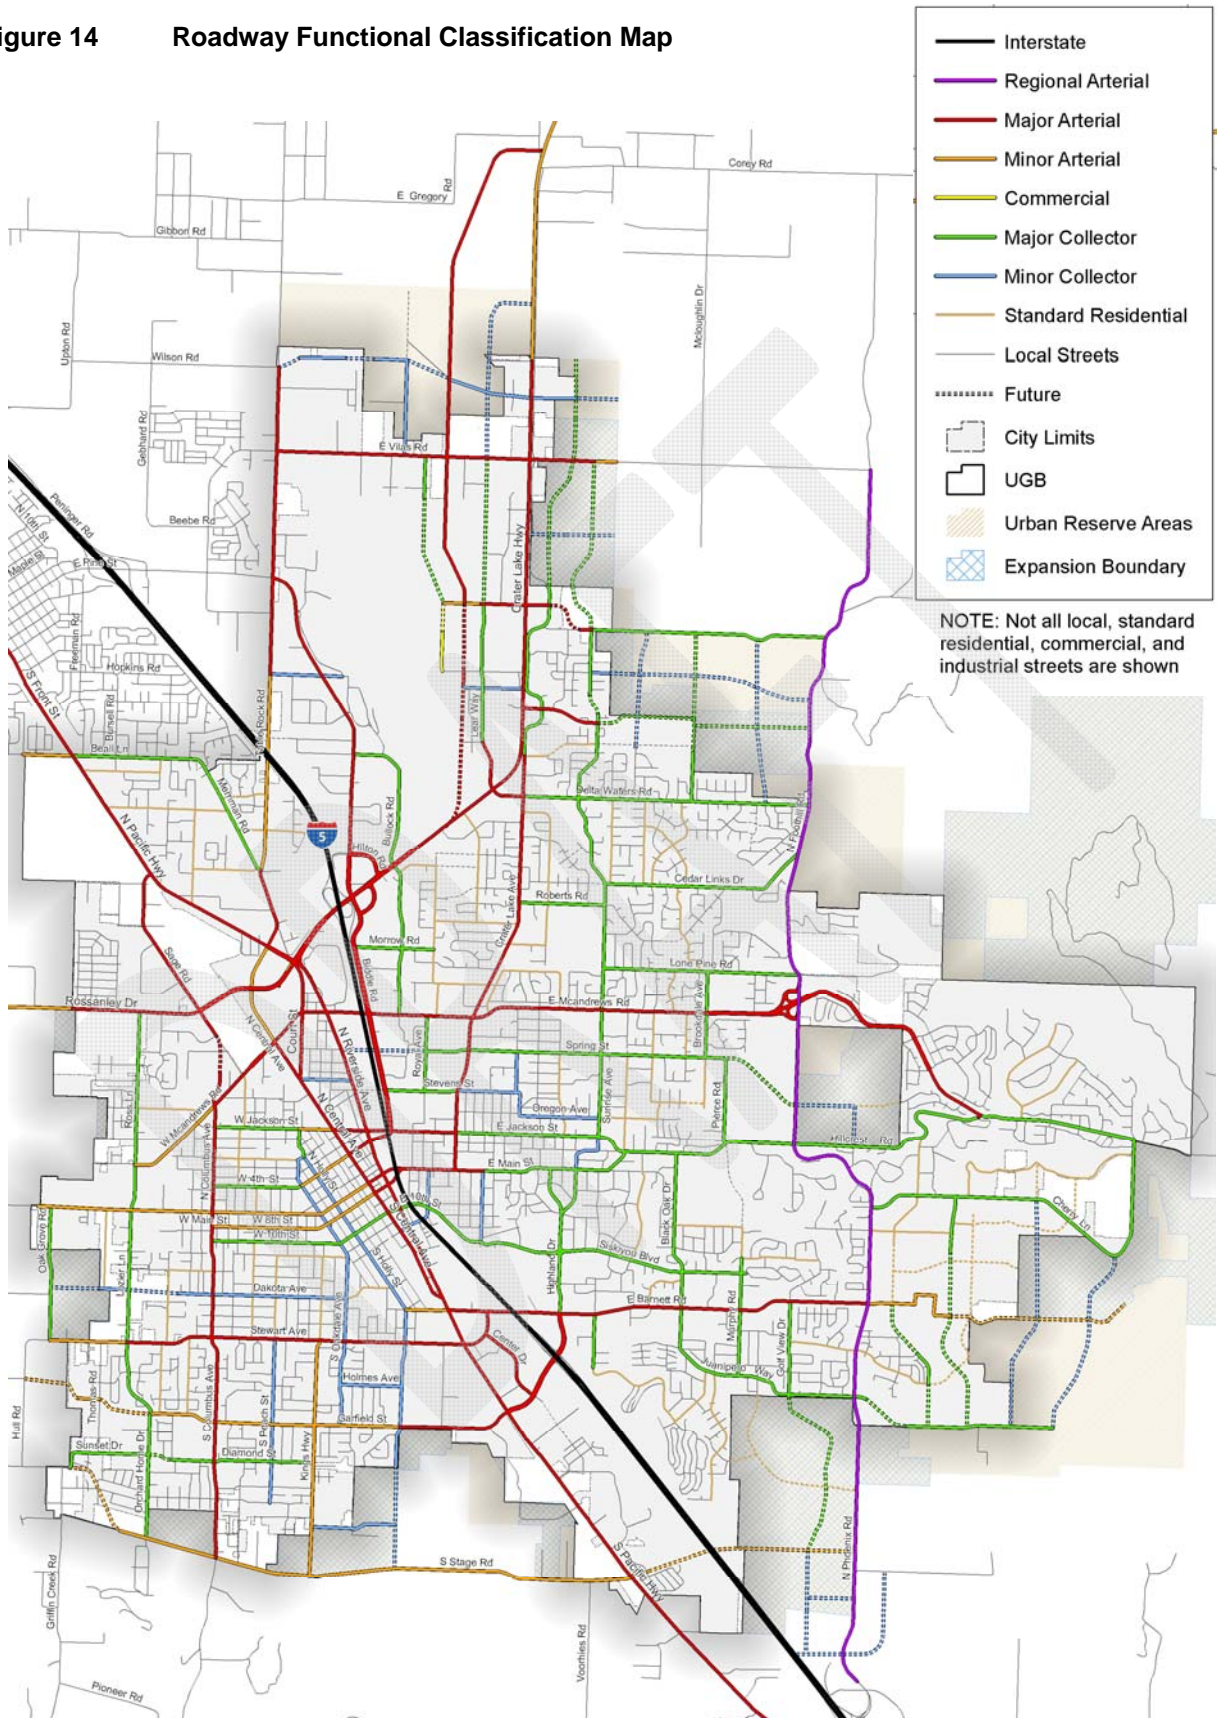 igure 14 Roadway Functional Classification Map
Interstate
Regional Arterial
Major Arterial
Minor Arterial
Commercial
Major Collector
Minor Collector
Standard Residential
Local Streets
Future
City Limits
UGB
Urban Reserve Areas
Expansion Boundary
NOTE: Not all local, standard
residential, commercial, and
industrial streets are shown
Corey Rd
E Gregory Rd
Gibbon Rd
Mcloughlin Dr
Upton Rd
Wilson Rd
Gebhard Rd
E Vilas Rd
Peninger Rd
N 10th St
Beebe Rd
Maple St
E Pine St
Crater Lake Hwy
Freeman Rd
Hopkins Rd
S Front St
Bursell Rd
Table Rock Rd
Lear Way
Beall Ln
Merriman Rd
Delta Waters Rd
N Foothill Rd
Bullock Rd
5
N Pacific Hwy
Hilton Rd
Cedar Links Dr
Roberts Rd
Crater Lake Ave
Morrow Rd
Sage Rd
Biddle Rd
Lone Pine Rd
Rossanley Dr
E Mcandrews Rd
Brookdale Ave
Court St
N Central Ave
N Riverside Ave
Royal Ave
Spring St
Stevens St
Sunrise Ave
Pierce Rd
Ross Ln
W Mcandrews Rd
N Central Ave
Oregon Ave
W Jackson St
E Jackson St
Hillcrest Rd
N Columbus Ave
N Holly St
E Main St
W 4th St
Black Oak Dr
E 10th St
Cherry Ln
W Main St
W 8th St
W 10th St
S Central Ave
Oak Grove Rd
Siskiyou Blvd
Highland Dr
S Holly St
Lozier Ln
Dakota Ave
E Barnett Rd
Stewart Ave
S Oakdale Ave
Murphy Rd
Golf View Dr
Center Dr
Juanipero Way
Holmes Ave
Thomas Rd
S Columbus Ave
Hull Rd
S Peach St
Garfield St
Sunset Dr
Diamond St
Kings Hwy
Orchard Home Dr
S Stage Rd
S Pacific Hwy
N Phoenix Rd
Griffin Creek Rd
Voorhies Rd
Pioneer Rd
DRAFT